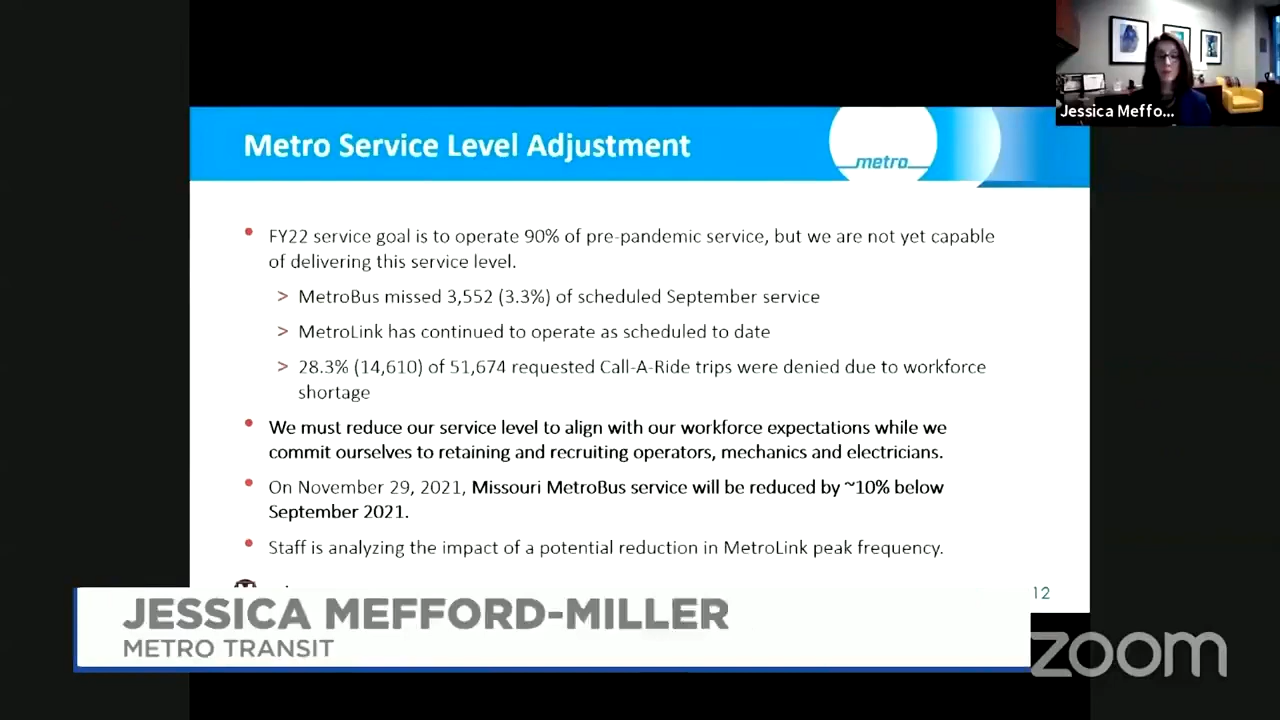 Jessica Meffo...
Metro Service Level Adjustment
metro
• FY22 service goal is to operate 90% of pre-pandemic service, but we are not yet capable
of delivering this service level.
> MetroBus missed 3,552 (3.3%) of scheduled September service
> MetroLink has continued to operate as scheduled to date
> 28.3% (14,610) of 51,674 requested Call-A-Ride trips were denied due to workforce
shortage
• We must reduce our service level to align with our workforce expectations while we
commit ourselves to retaining and recruiting operators, mechanics and electricians.
• On November 29, 2021, Missouri MetroBus service will be reduced by ~10% below
September 2021.
• Staff is analyzing the impact of a potential reduction in MetroLink peak frequency.
12
JESSICA MEFFORD-MILLER
METRO TRANSIT
zoom